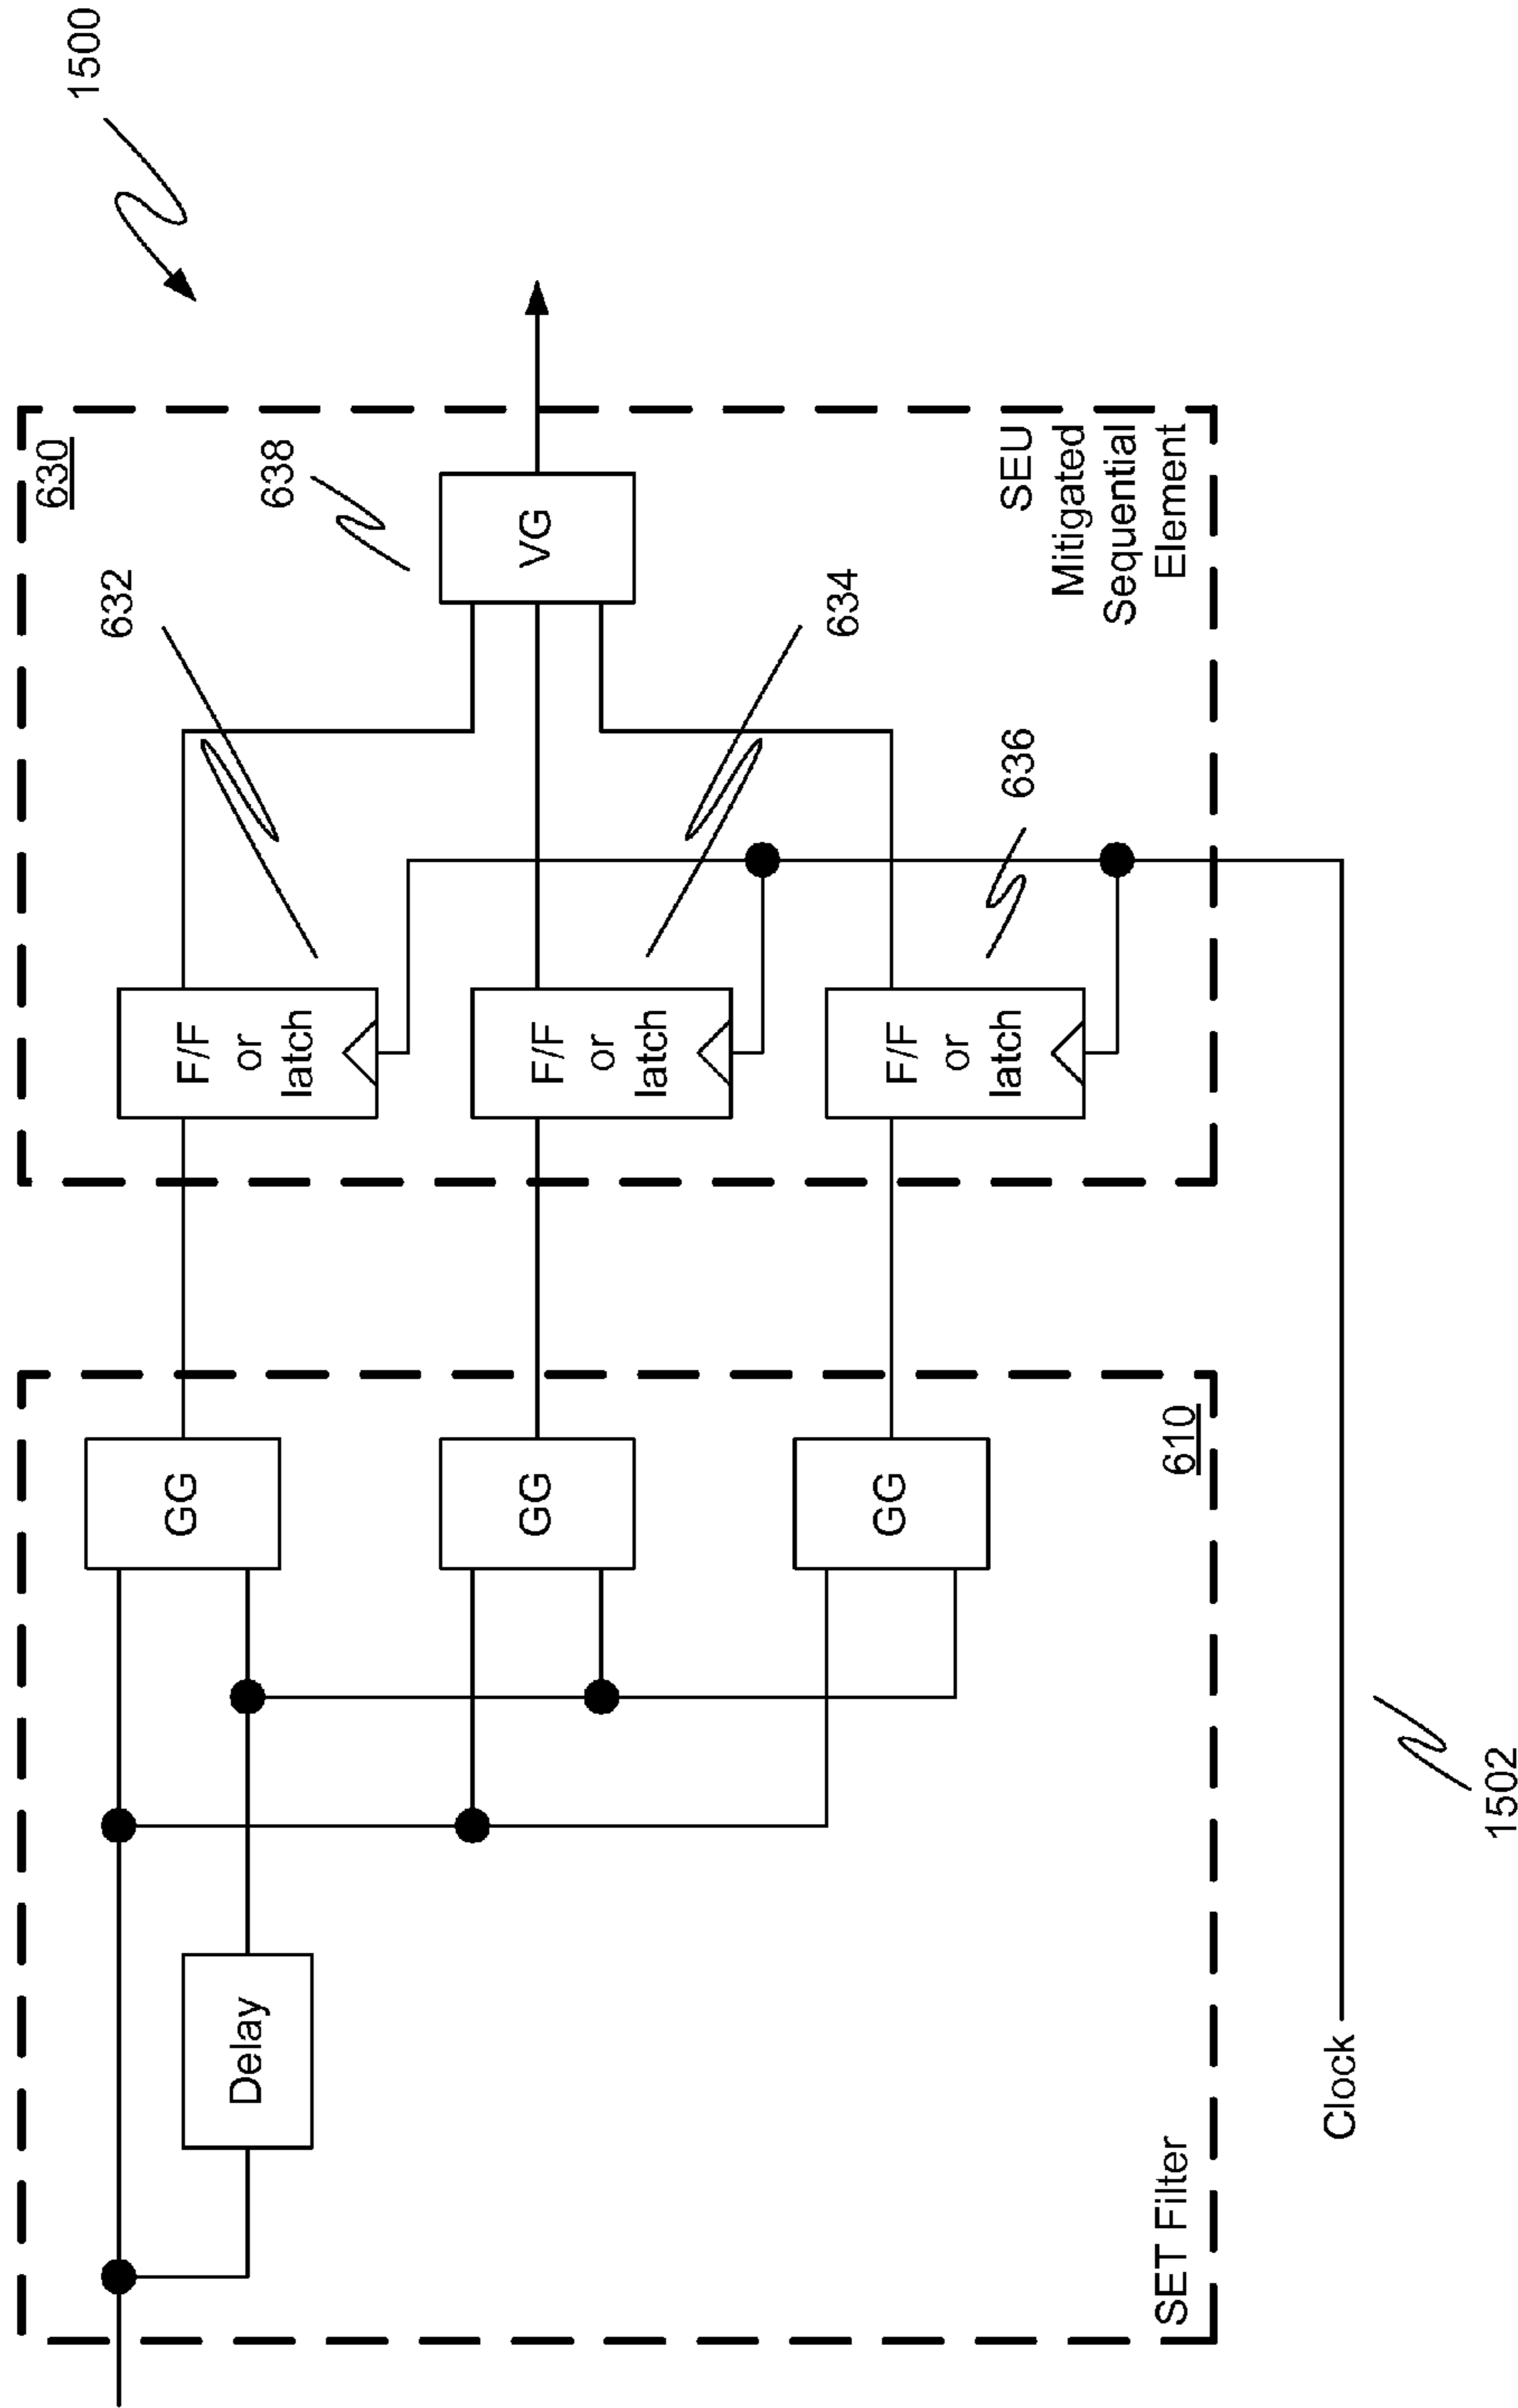 1500
630
638
VG
632
634
636
F/F
or
latch
F/F
or
latch
F/F
or
latch
SEU
Mitigated
Sequential
Element
GG
GG
GG
610
Delay
SET Filter
Clock
1502